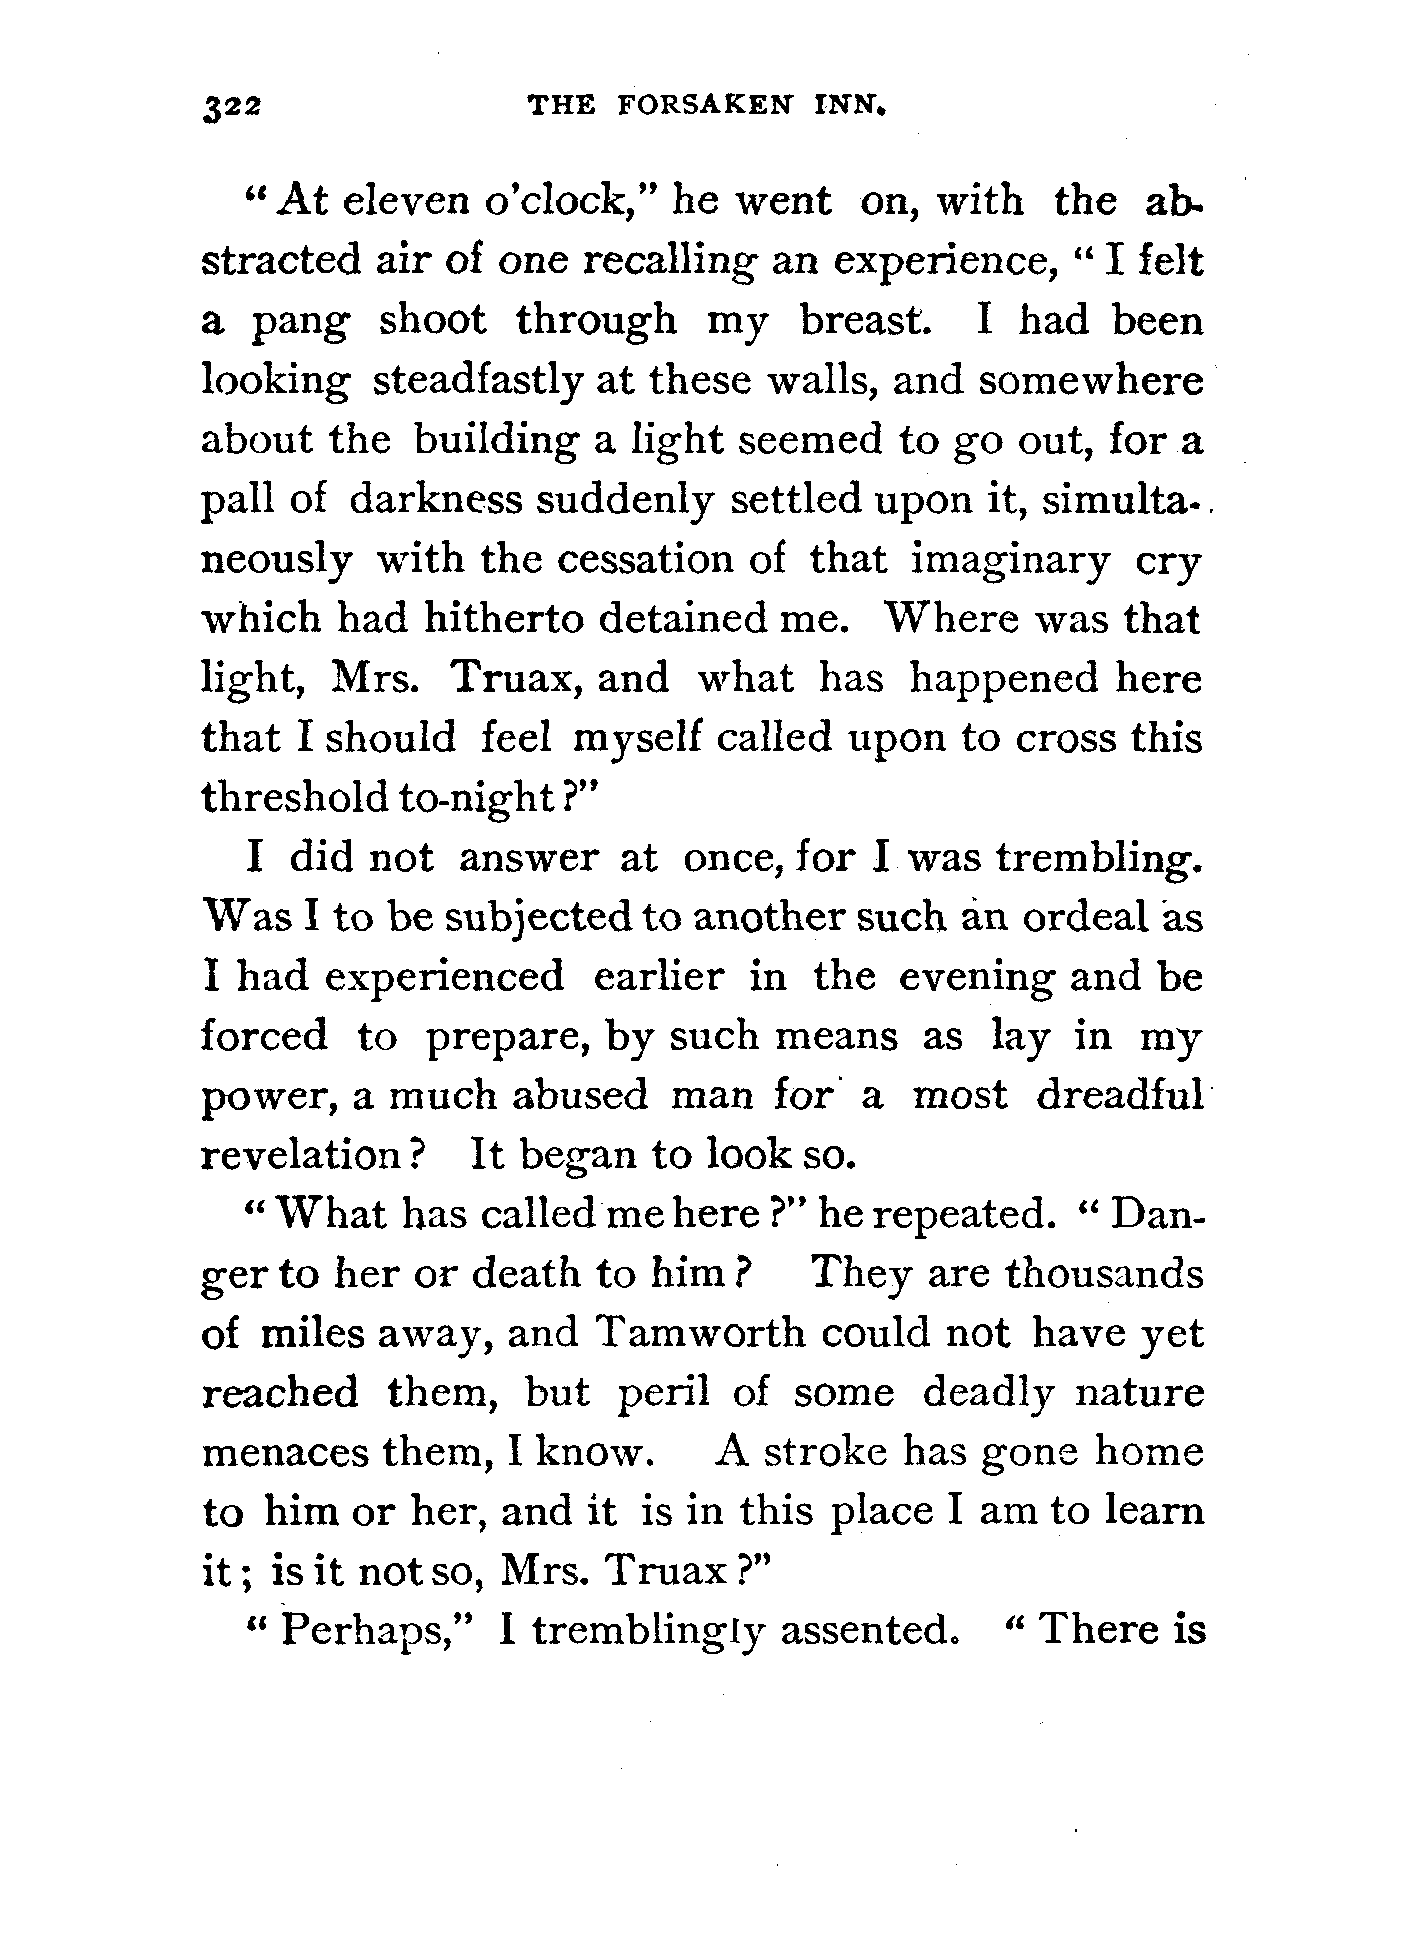 322 THE FORSAKEN INN.
“ At eleven o’clock,” he went on, with the ab-
stracted air of one recalling an experience, “ I felt
a pang shoot through my breast. I had been
looking steadfastly at these walls, and somewhere
about the building a light seemed to go out, for a
pall of darkness suddenly settled upon it, simulta-
neously with the cessation of that imaginary cry
which had hitherto detained me. Where was that
light, Mrs. Truax, and what has happened here
that I should feel myself called upon to cross this
threshold to-night ?”
I did not answer at once, for I was trembling.
Was I to be subjected to another such an ordeal as
I had experienced earlier in the evening and be
forced to prepare, by such means as lay in my
power, a much abused man for a most dreadful
revelation ? It began to look so.
“ What has called me here ?” he repeated. “ Dan-
ger to her or death to him ? They are thousands
of miles away, and Tamworth could not have yet
reached them, but peril of some deadly nature
menaces them, I know. A stroke has gone home
to him or her, and it is in this place I am to learn
it ; is it not so, Mrs. Truax ?”
“ Perhaps,” I tremblingly assented. “ There is